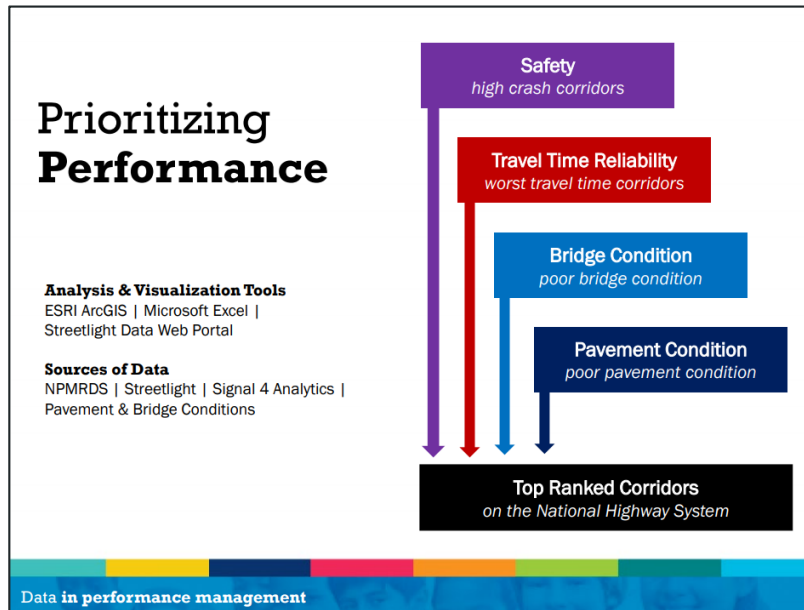 Prioritizing
Performance
Analysis & Visualization Tools
ESRI ArcGIS | Microsoft Excel |
Streetlight Data Web Portal
Sources of Data
NPMRDS | Streetlight | Signal 4 Analytics |
Pavement & Bridge Conditions
Safety
high crash corridors
Travel Time Reliability
worst travel time corridors
Bridge Condition
poor bridge condition
Pavement Condition
poor pavement condition
Top Ranked Corridors
on the National Highway System
Data in performance management